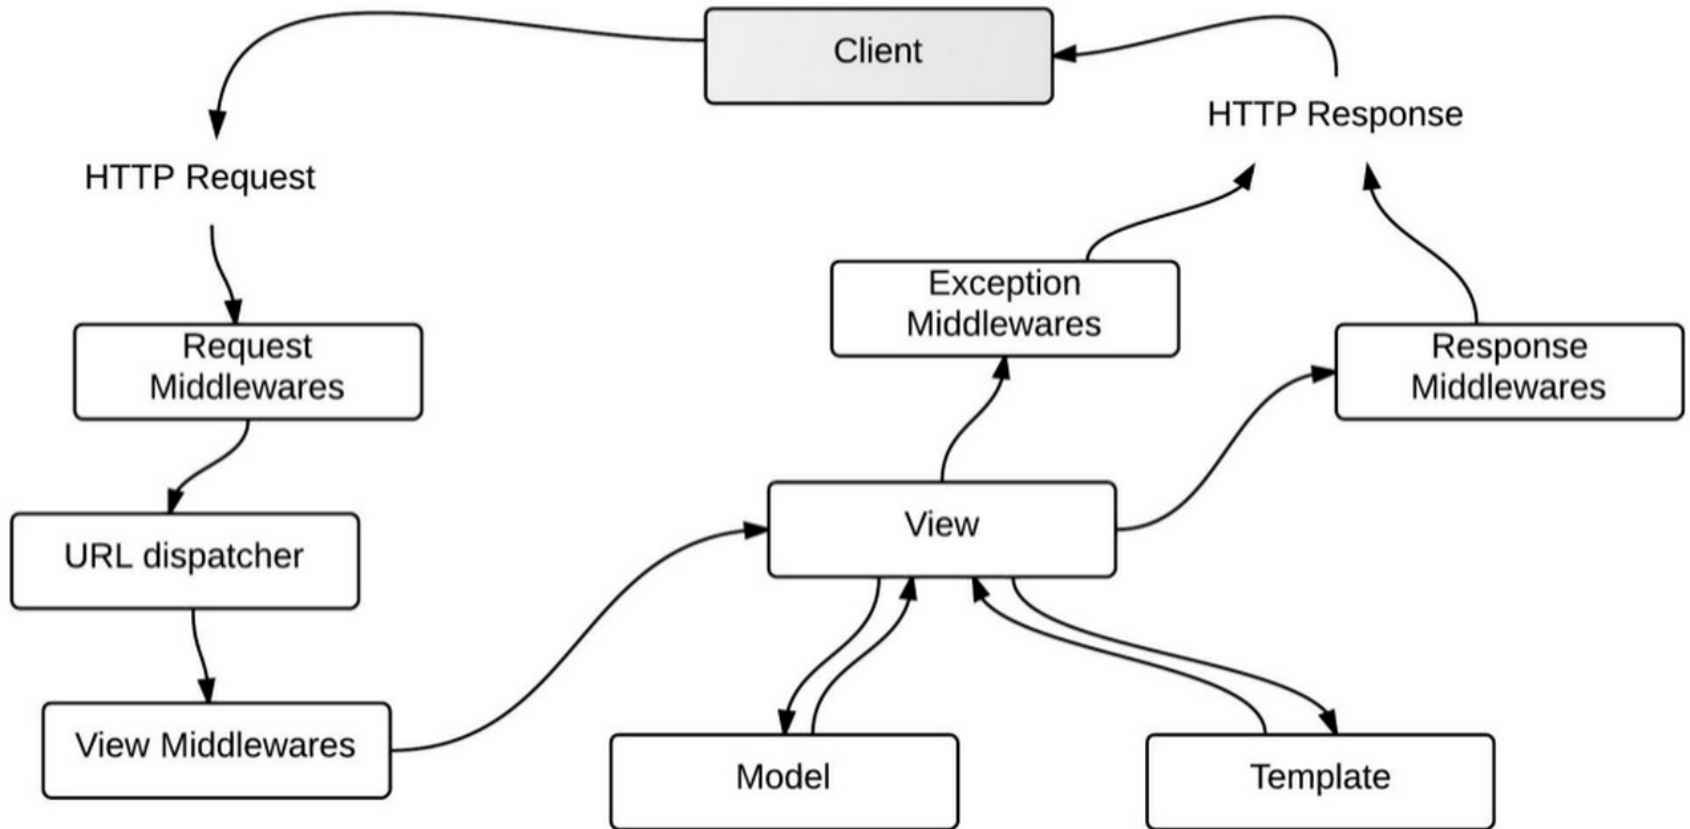 Client
HTTP Response
HTTP Request
Exception
Middlewares
Request
Middlewares
Response
Middlewares
View
URL dispatcher
View Middlewares
Model
Template